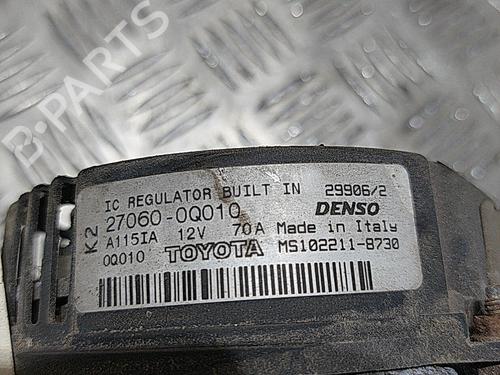 B-PARTS
IC REGULATOR BUILT IN 29906/2
K2 27060-0Q010 DENSO
A115IA 12V 70A Made in Italy
0Q010 TOYOTA MS102211-8730